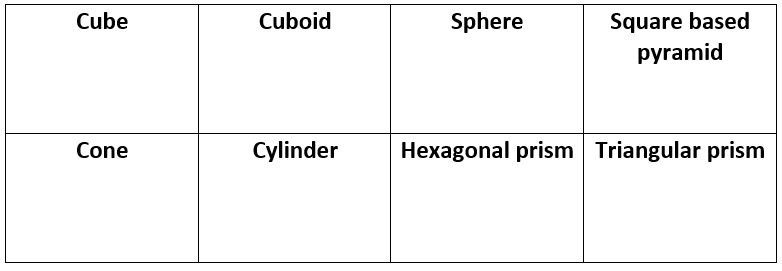 Cube
Cuboid
Sphere
Square based
pyramid
Cone
Cylinder
Hexagonal prism
Triangular prism